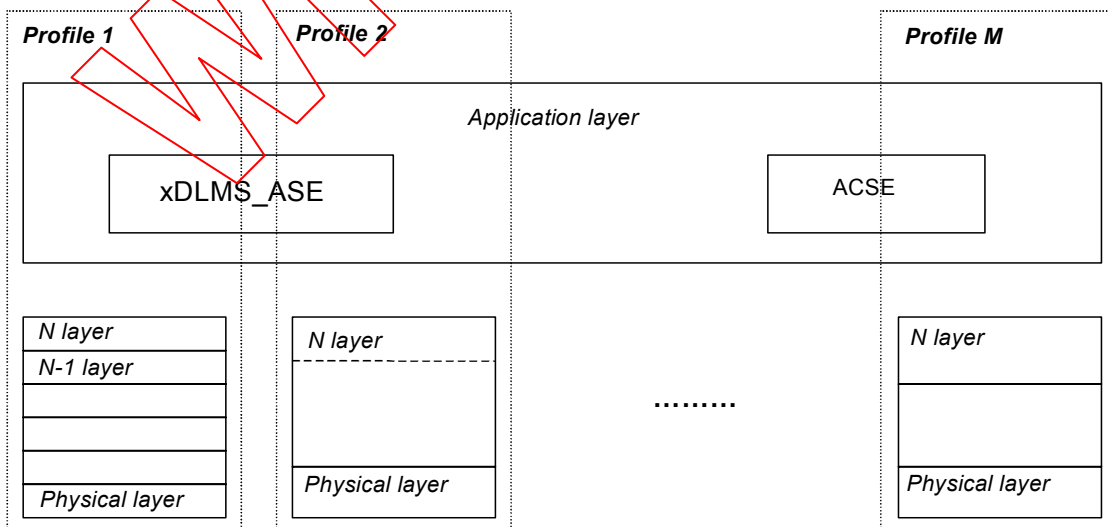 Profile 1
Profile 2
Profile M
Application layer
xDLMS_ASE
ACSE
N layer
N-1 layer
Physical layer
N layer
Physical layer
.........
N layer
Physical layer